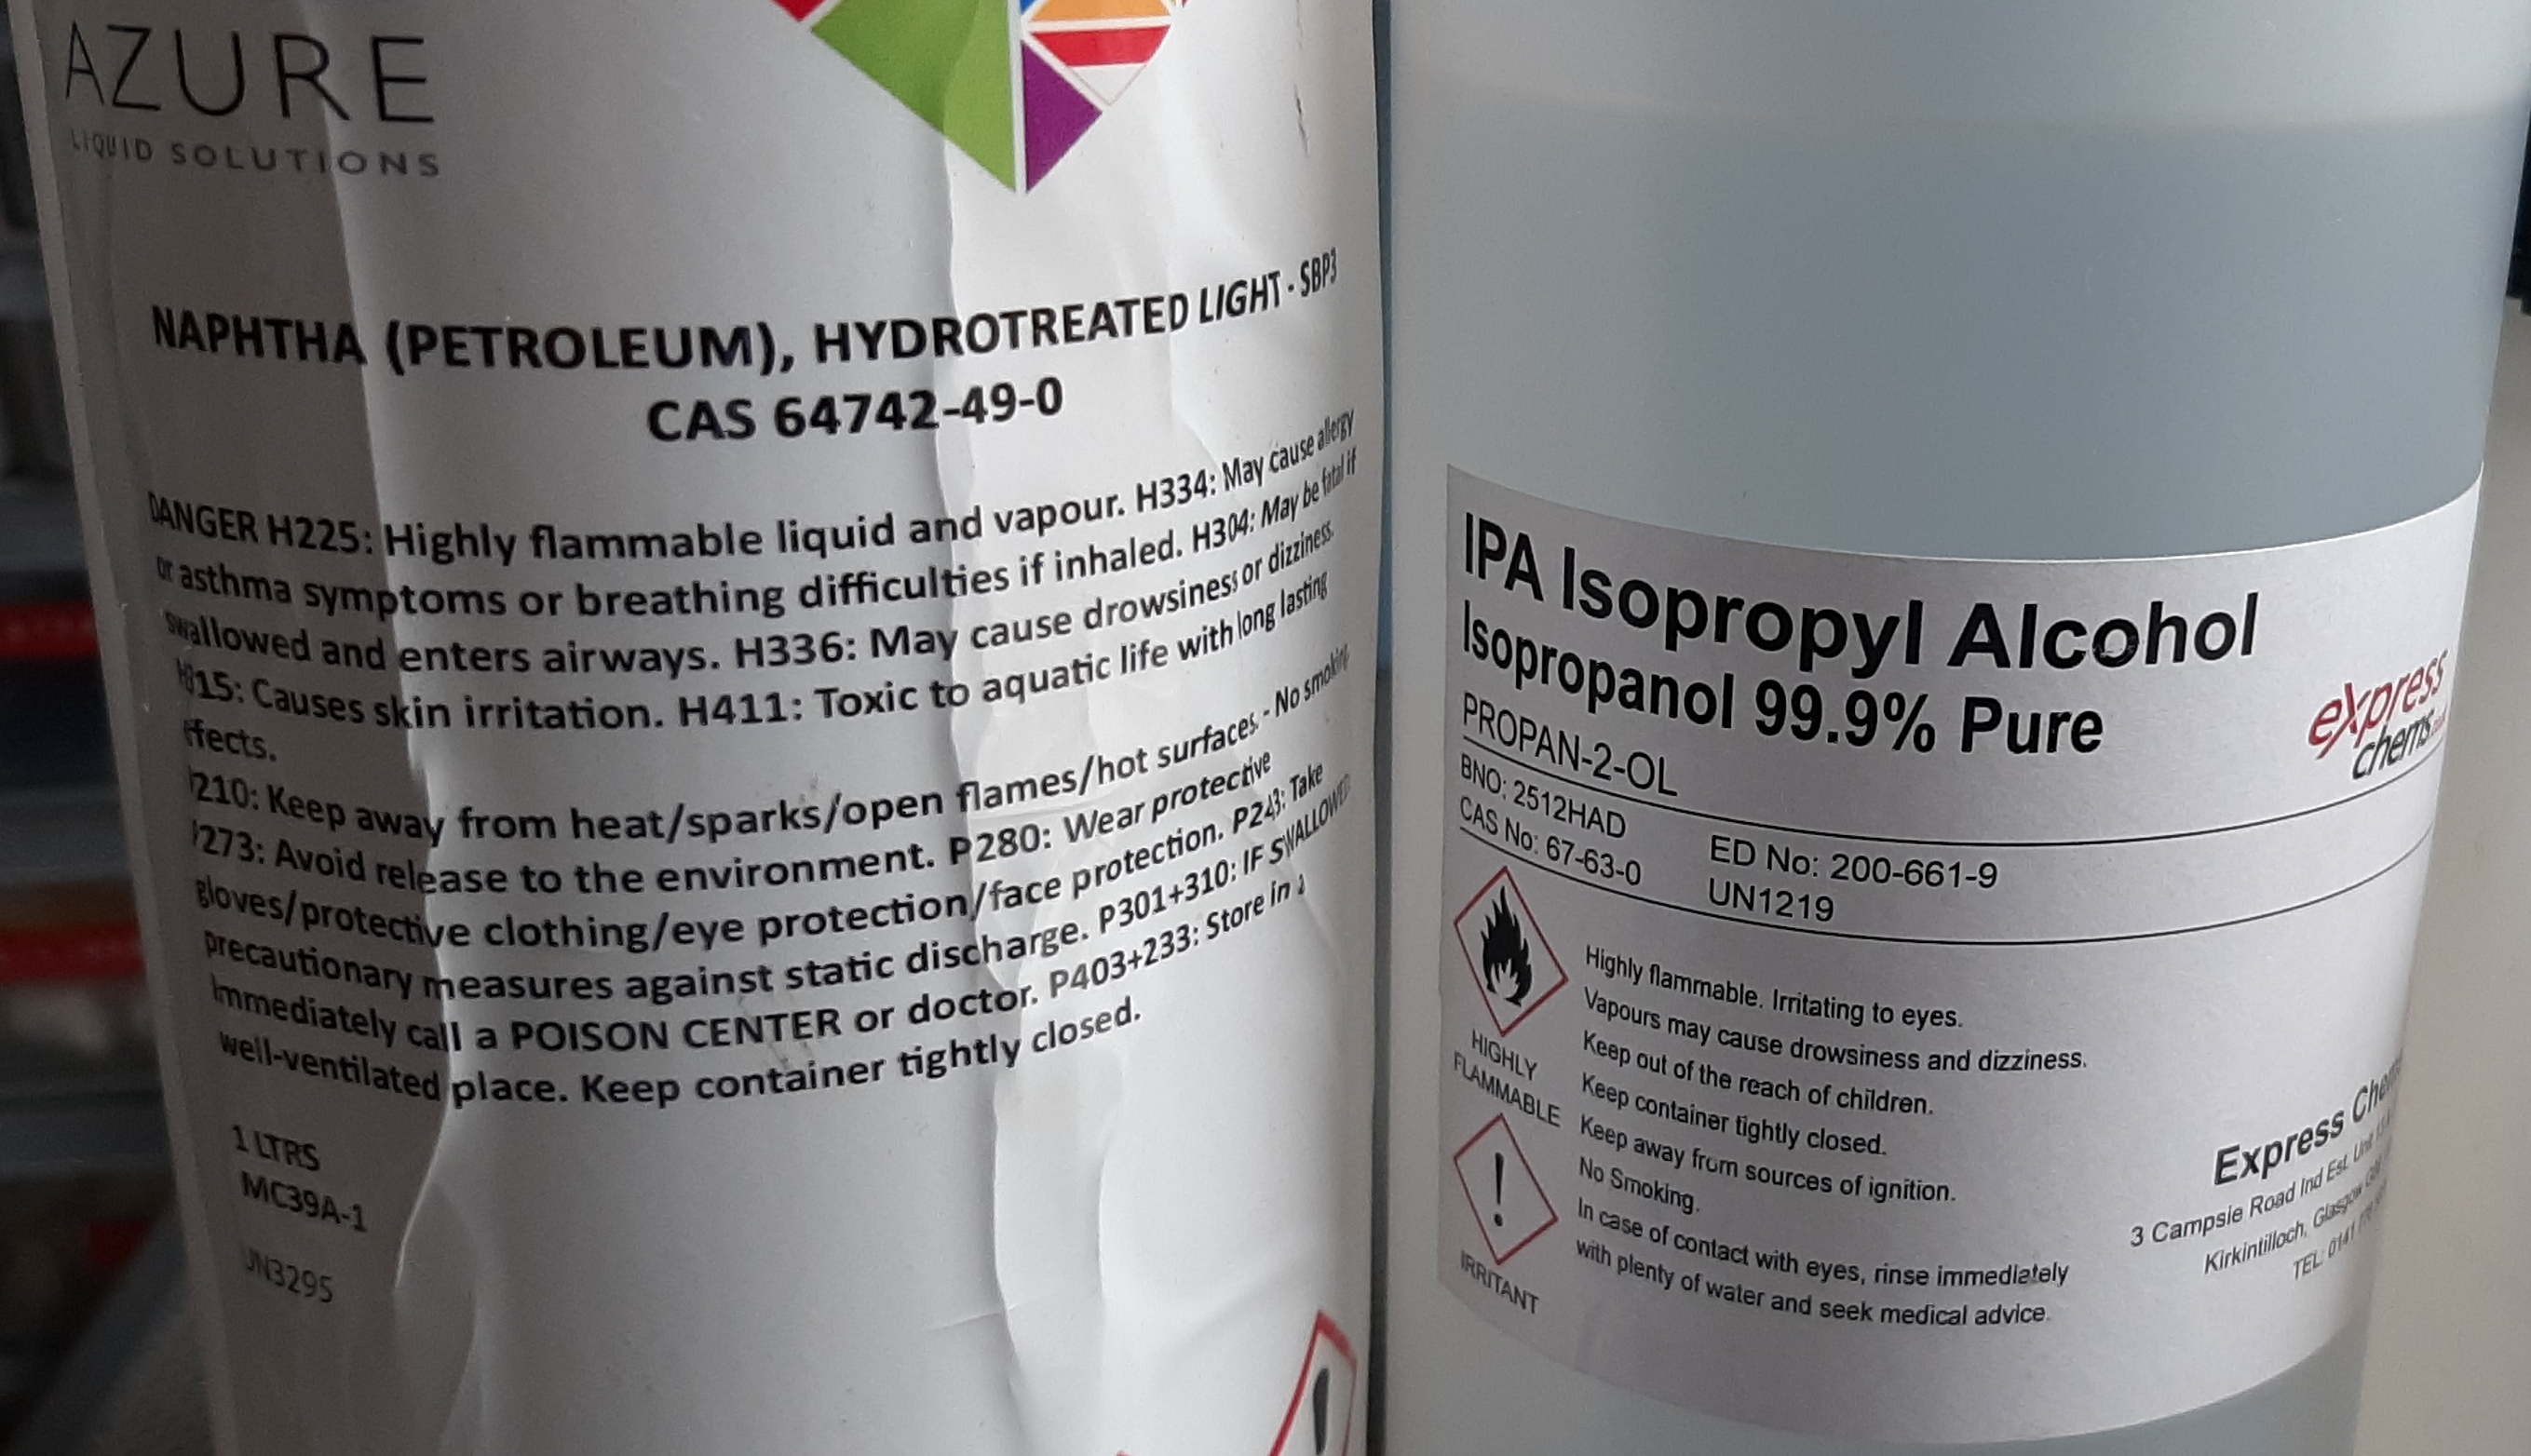 AZURE
LIQUID SOLUTIONS
NAPHTHA (PETROLEUM), HYDROTREATED LIGHT - SBP3
CAS 64742-49-0
DANGER H225: Highly flammable liquid and vapour. H334: May cause allergy
or asthma symptoms or breathing difficulties if inhaled. H304: May be fatal if
swallowed and enters airways. H336: May cause drowsiness or dizziness.
H315: Causes skin irritation. H411: Toxic to aquatic life with long lasting
ffects.
210: Keep away from heat/sparks/open flames/hot surfaces. - No smoking.
273: Avoid release to the environment. P280: Wear protective
gloves/protective clothing/eye protection/face protection. P243: Take
precautionary measures against static discharge. P301+310: IF SWALLOWED:
Immediately call a POISON CENTER or doctor. P403+233: Store in a
well-ventilated place. Keep container tightly closed.
1 LTRS
MC39A-1
UN3295
IPA Isopropyl Alcohol
Isopropanol 99.9% Pure
PROPAN-2-OL
express
chems
BNO: 2512HAD
CAS No: 67-63-0
ED No: 200-661-9
UN1219
HIGHLY
FLAMMABLE
IRRITANT
Highly flammable. Irritating to eyes.
Vapours may cause drowsiness and dizziness.
Keep out of the reach of children.
Keep container tightly closed.
Keep away from sources of ignition.
No Smoking.
In case of contact with eyes, rinse immediately
with plenty of water and seek medical advice.
Express
3 Campsie Road Ind Est. Unit
Kirkintilloch, Glasgow
TEL: 0141